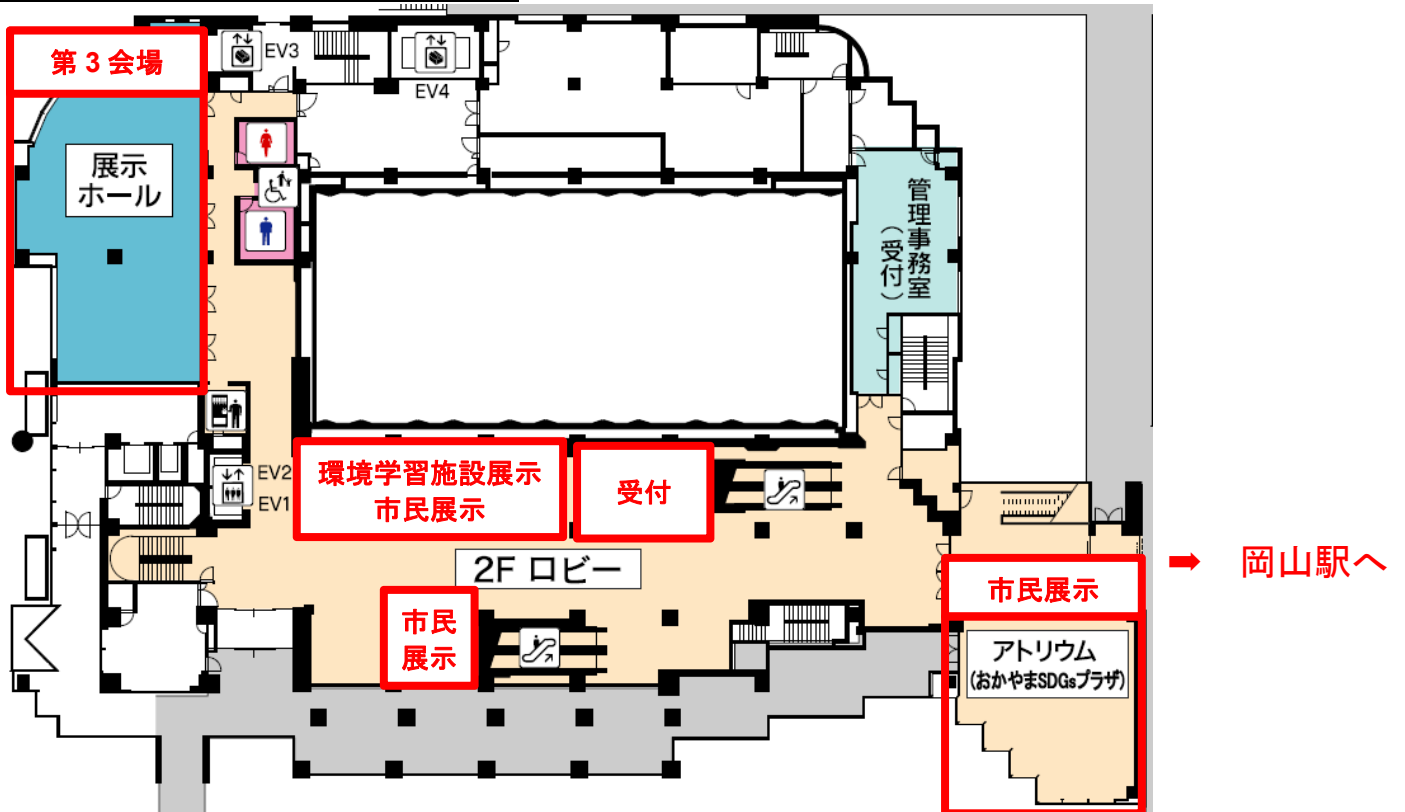 第３会場
EV3
EV4
展示
ホール
管理事務室
（受付）
環境学習施設展示
市民展示
受付
EV2
EV1
2F ロビー
市民
展示
市民展示
アトリウム
(おかやまSDGsプラザ)
➡ 岡山駅へ